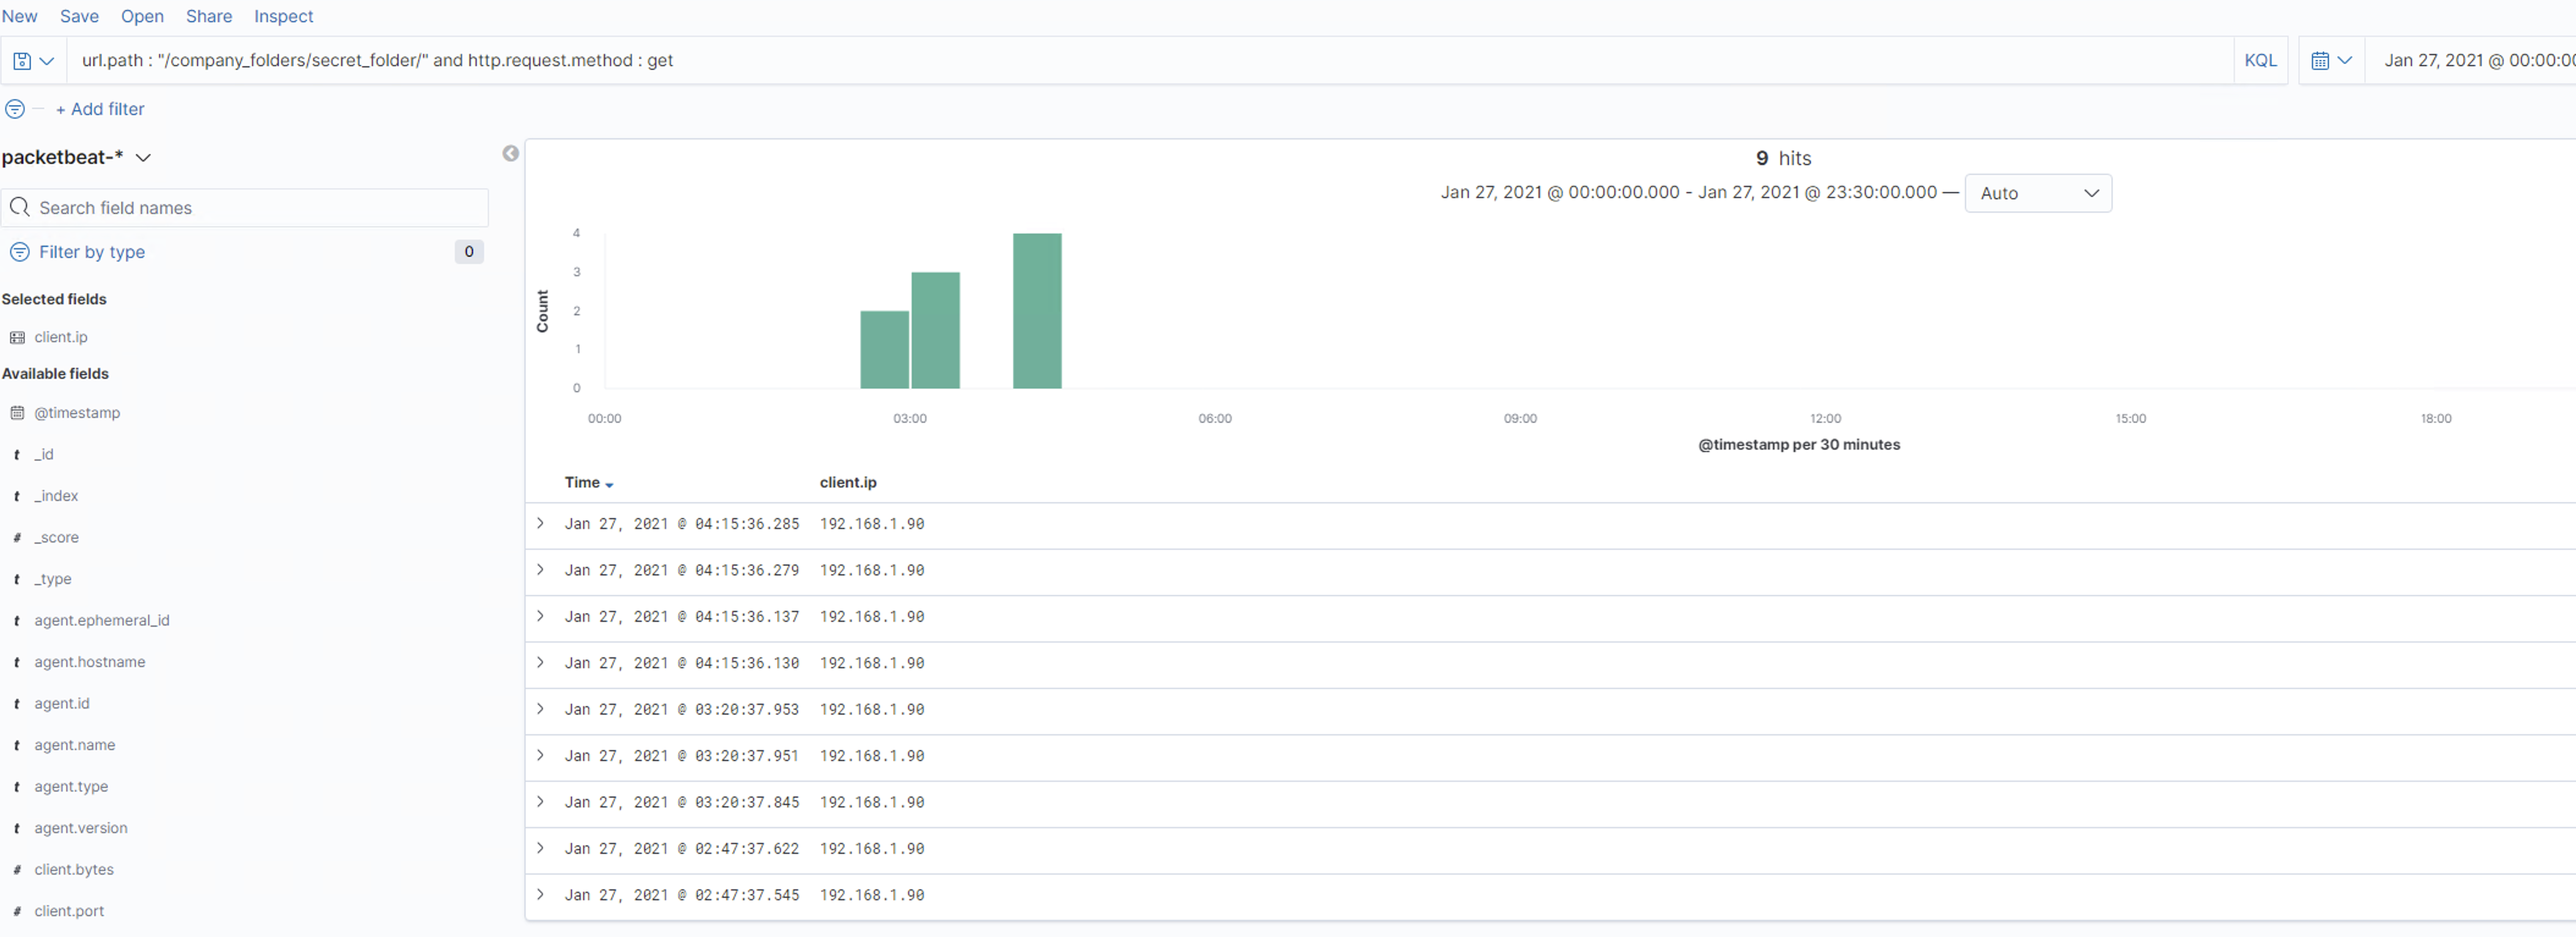 New Save Open Share Inspect
url.path : "/company_folders/secret_folder/" and http.request.method : get
KQL
Jan 27, 2021 @ 00:00:00
+ Add filter
packetbeat-*
Search field names
Filter by type 0
Selected fields
client.ip
Available fields
@timestamp
t _id
t _index
# _score
t _type
t agent.ephemeral_id
t agent.hostname
t agent.id
t agent.name
t agent.type
t agent.version
# client.bytes
# client.port
9 hits
Jan 27, 2021 @ 00:00:00.000 - Jan 27, 2021 @ 23:30:00.000 — Auto
Count
4
3
2
1
0
00:00 03:00 06:00 09:00 12:00 15:00 18:00
@timestamp per 30 minutes
Time client.ip
Jan 27, 2021 @ 04:15:36.285 192.168.1.90
Jan 27, 2021 @ 04:15:36.279 192.168.1.90
Jan 27, 2021 @ 04:15:36.137 192.168.1.90
Jan 27, 2021 @ 04:15:36.130 192.168.1.90
Jan 27, 2021 @ 03:20:37.953 192.168.1.90
Jan 27, 2021 @ 03:20:37.951 192.168.1.90
Jan 27, 2021 @ 03:20:37.845 192.168.1.90
Jan 27, 2021 @ 02:47:37.622 192.168.1.90
Jan 27, 2021 @ 02:47:37.545 192.168.1.90